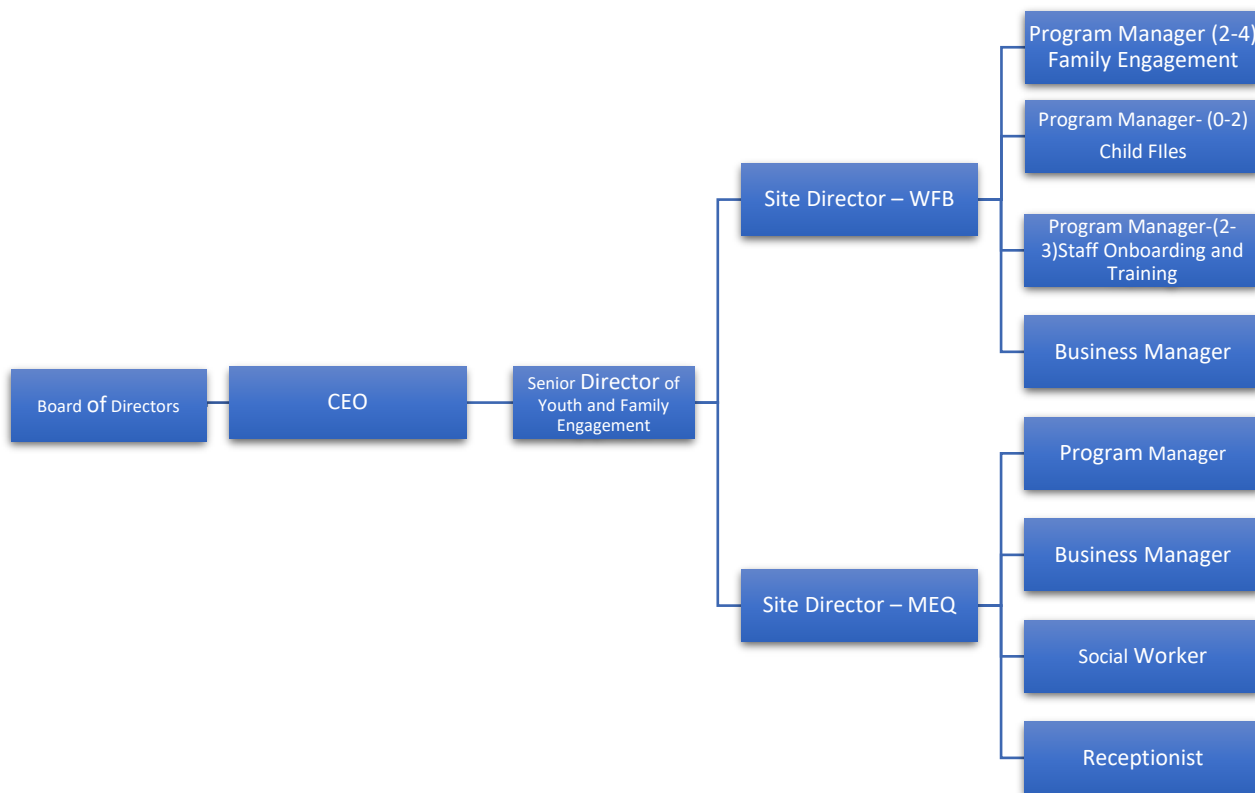 Program Manager (2-4)
Family Engagement
Program Manager- (0-2)
Child FIles
Site Director – WFB
Program Manager-(2-
3)Staff Onboarding and
Training
Business Manager
Board of Directors
CEO
Senior Director of
Youth and Family
Engagement
Program Manager
Business Manager
Site Director – MEQ
Social Worker
Receptionist